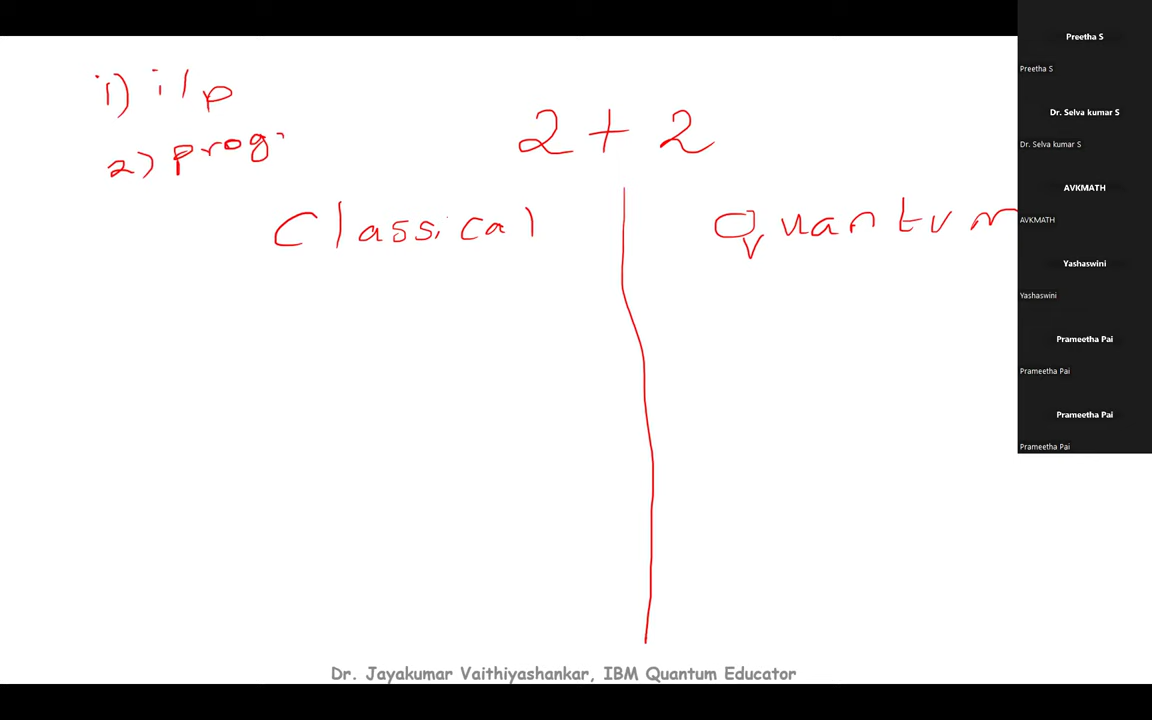 i) i/p
2 + 2
2) prog.
Classical
Quantum
Dr. Jayakumar Vaithiyashankar, IBM Quantum Educator
Preetha S
Preetha S
Dr. Selva kumar S
Dr. Selva kumar S
AVKMATH
AVKMATH
Yashaswini
Yashaswini
Prameetha Pai
Prameetha Pai
Prameetha Pai
Prameetha Pai